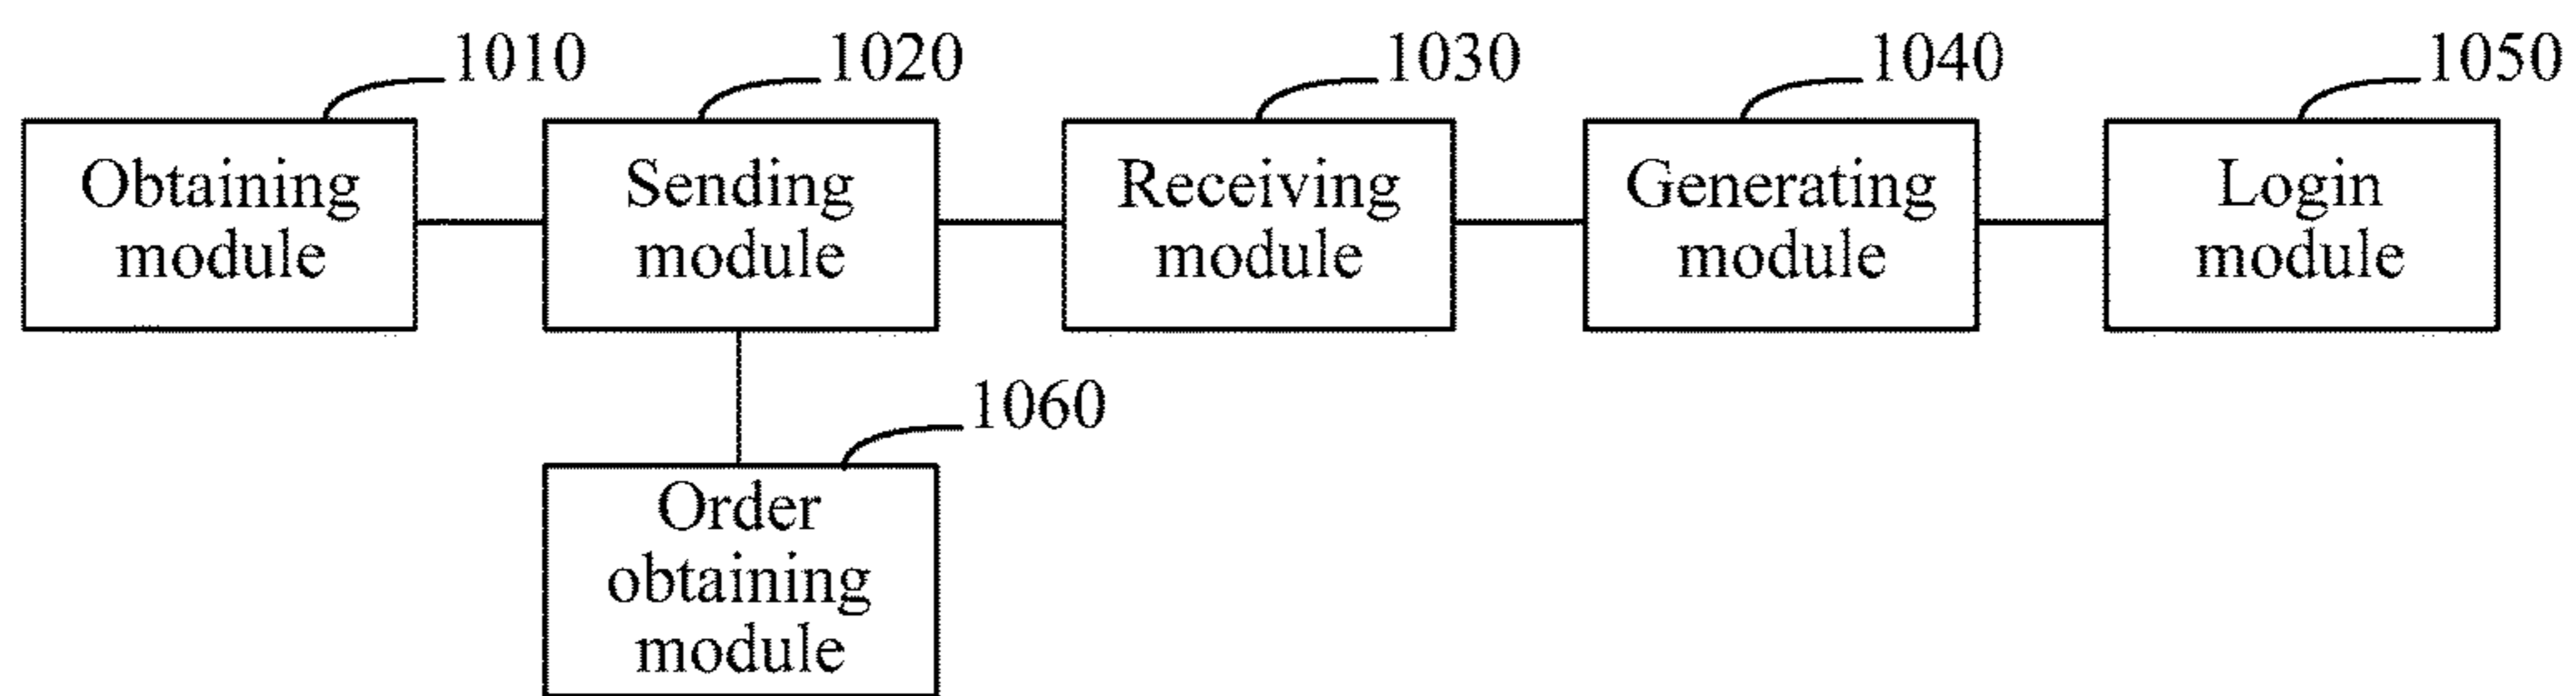 1010
1020
1030
1040
1050
Obtaining
module
Sending
module
Receiving
module
Generating
module
Login
module
1060
Order
obtaining
module